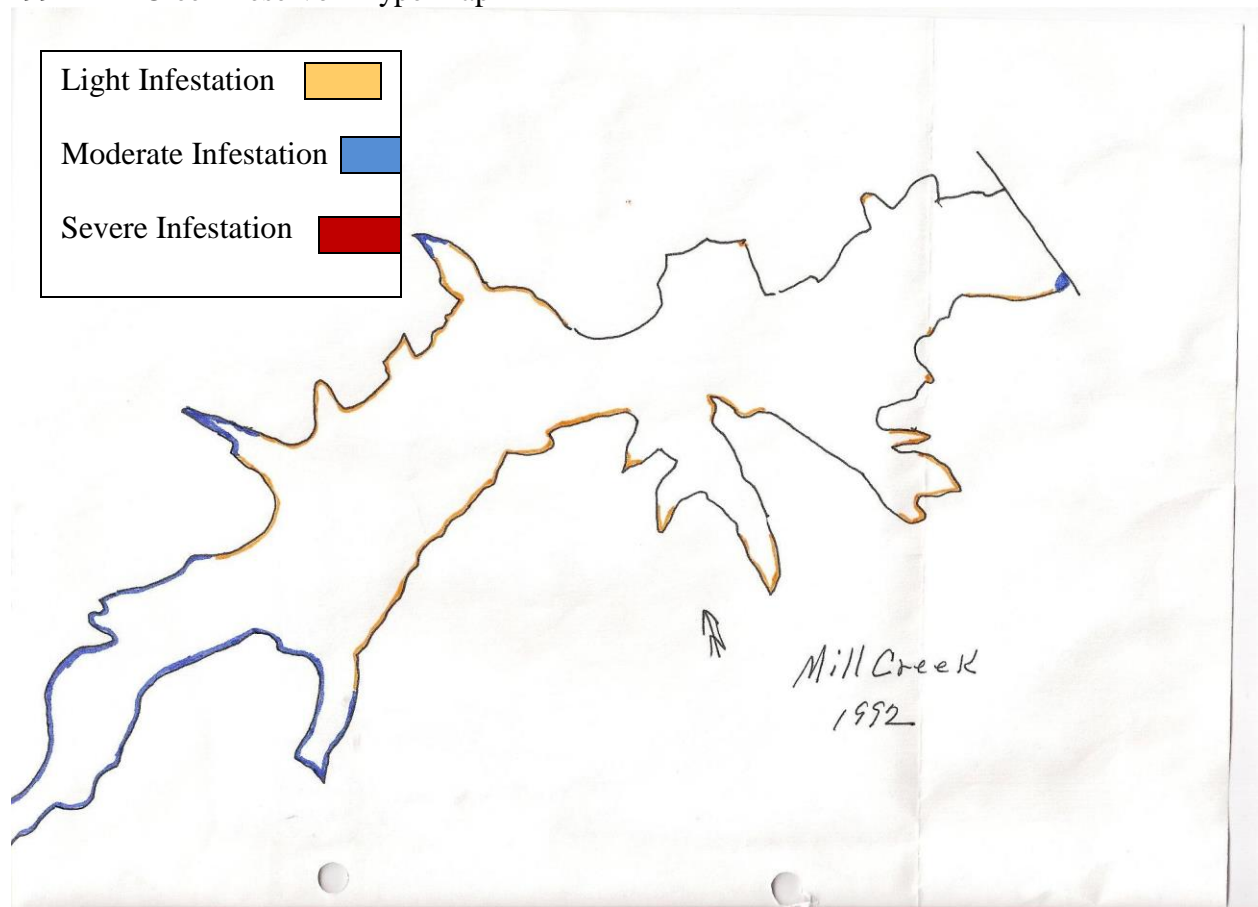 Light Infestation
Moderate Infestation
Severe Infestation
N
Mill Creek
1992